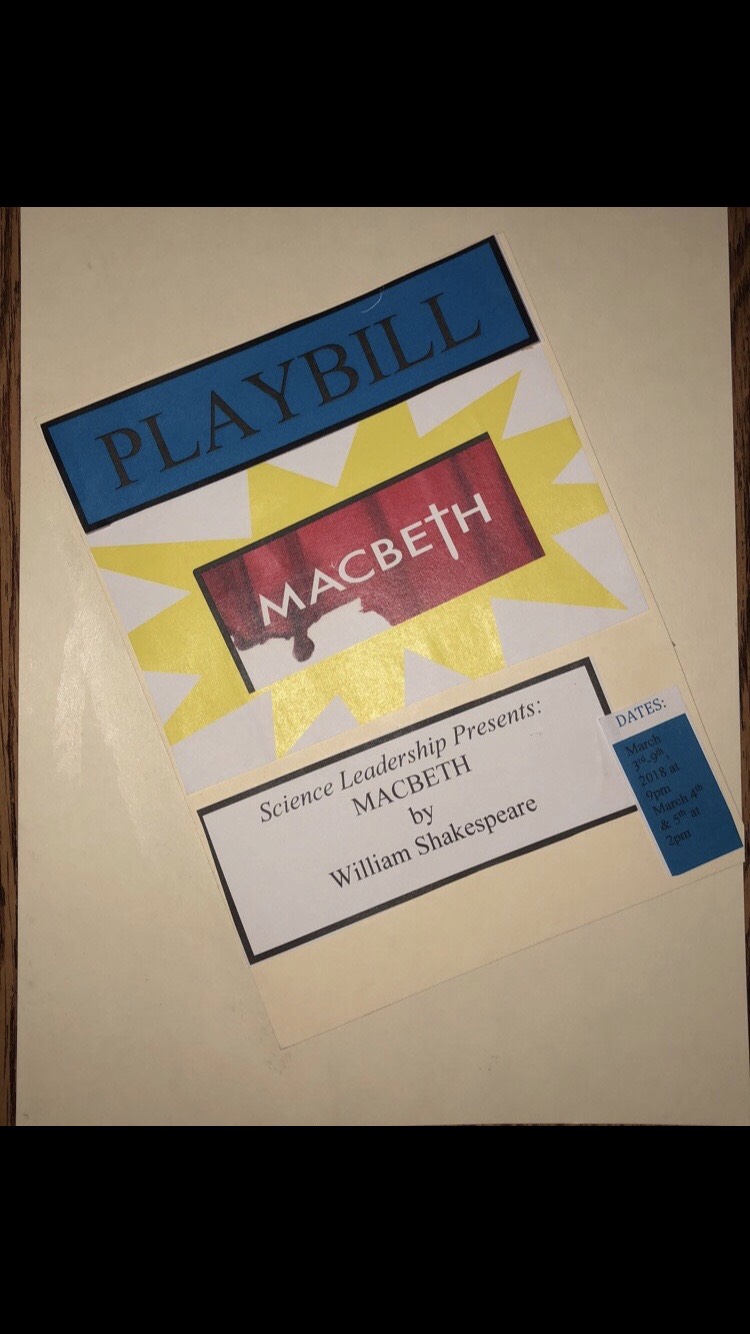 PLAYBILL
MACBETH
Science Leadership Presents:
MACBETH
by
William Shakespeare
DATES:
March
3rd-9th,
2018 at
9pm
March 4th
& 5th at
2pm